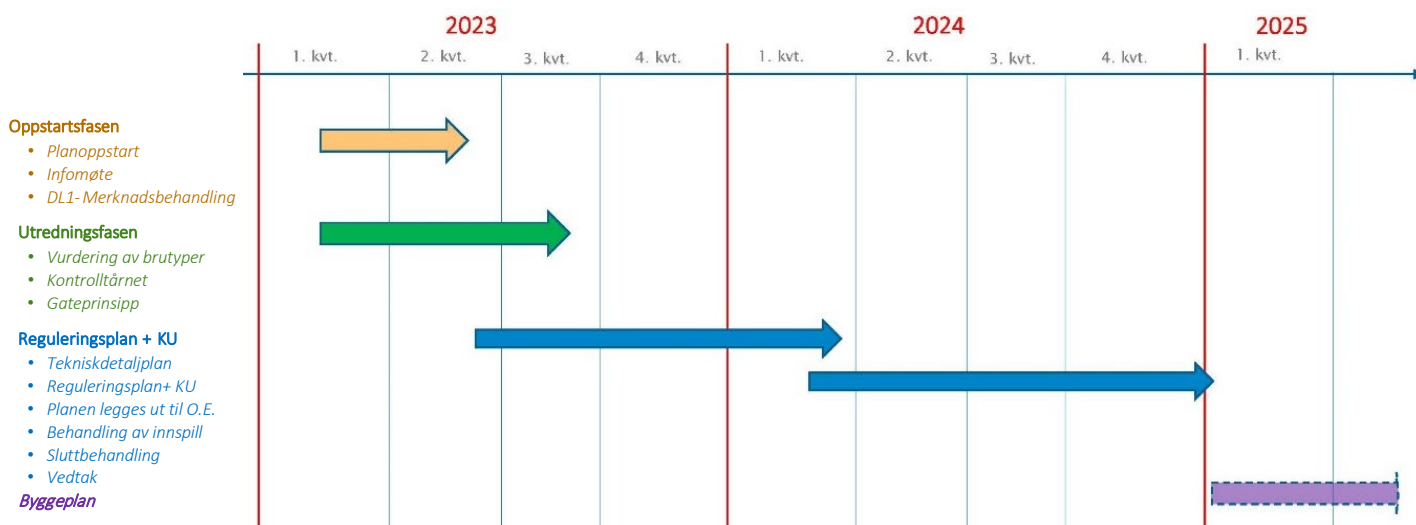 2023 2024 2025
1. kvt. 2. kvt. 3. kvt. 4. kvt. 1. kvt. 2. kvt. 3. kvt. 4. kvt. 1. kvt.
Oppstartsfasen
• Planoppstart
• Infomøte
• DL1- Merknadsbehandling
Utredningsfasen
• Vurdering av brutyper
• Kontrolltårnet
• Gateprinsipp
Reguleringsplan + KU
• Tekniskdetaljplan
• Reguleringsplan+ KU
• Planen legges ut til O.E.
• Behandling av innspill
• Sluttbehandling
• Vedtak
Byggeplan